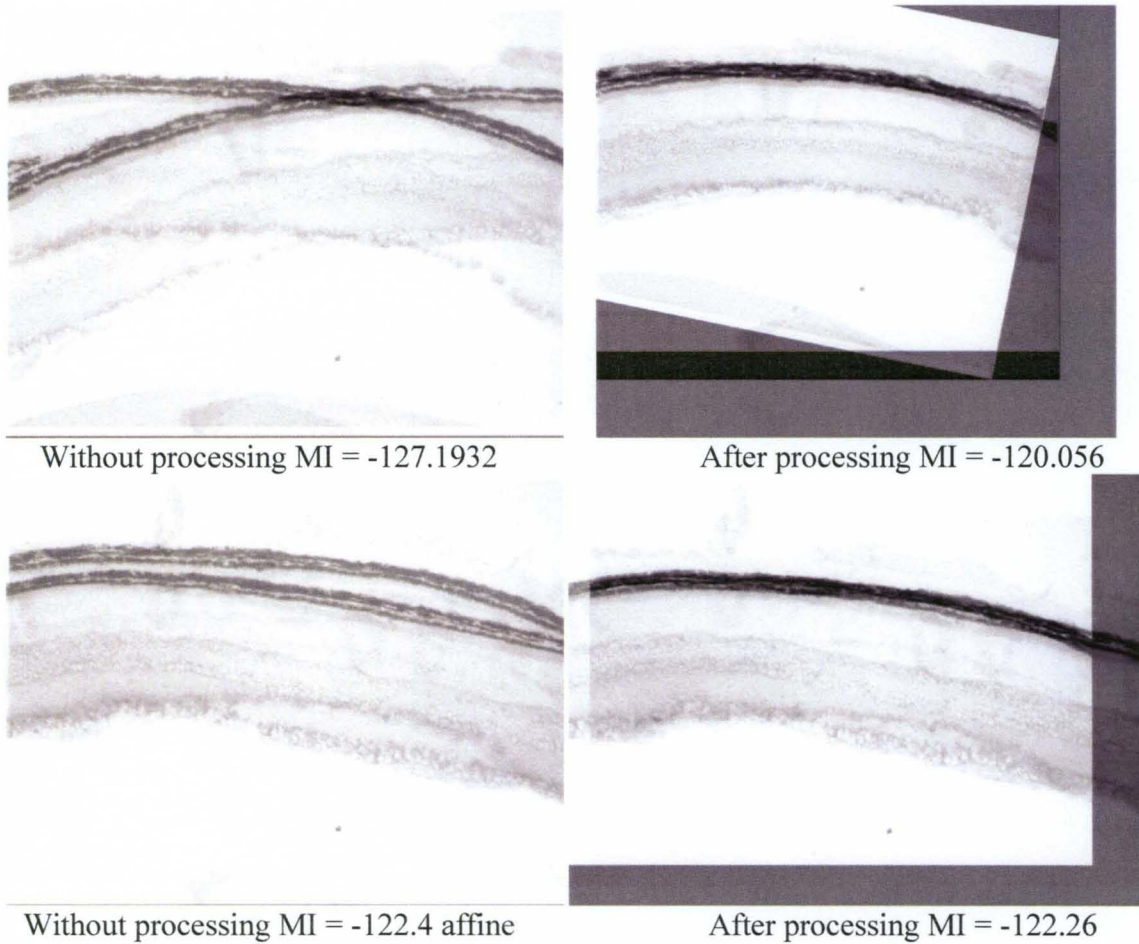 Without processing MI = -127.1932
After processing MI = -120.056
Without processing MI = -122.4 affine
After processing MI = -122.26